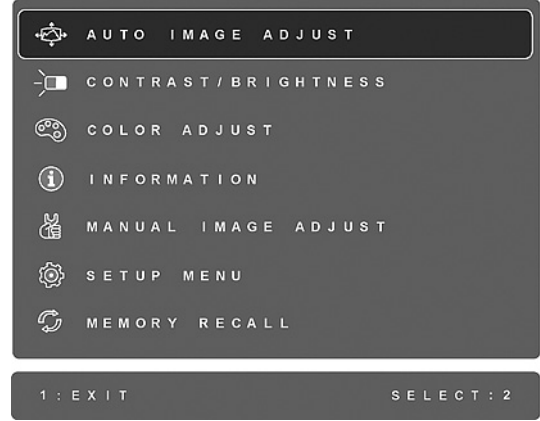 AUTO IMAGE ADJUST
CONTRAST/BRIGHTNESS
COLOR ADJUST
INFORMATION
MANUAL IMAGE ADJUST
SETUP MENU
MEMORY RECALL
1:EXIT SELECT:2